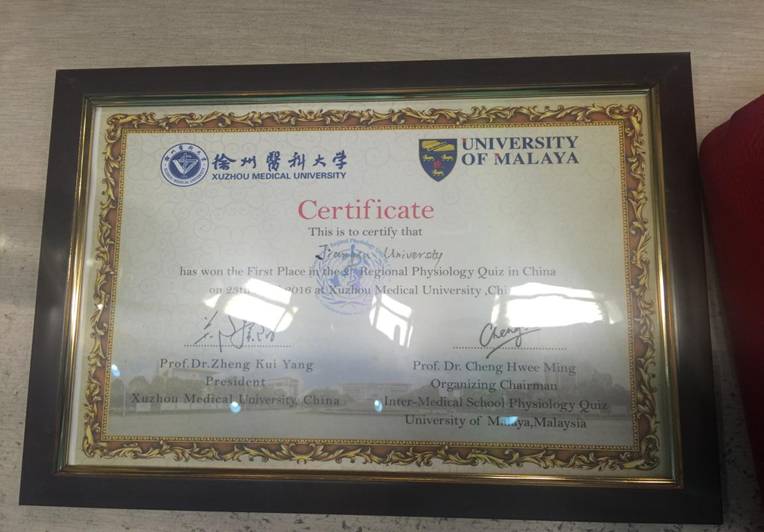 徐州醫科大学
XUZHOU MEDICAL UNIVERSITY
UNIVERSITY
OF MALAYA
Certificate
This is to certify that
University
has won the First Place in the Regional Physiology Quiz in China
on 2016 at Xuzhou Medical University
Cheng
Prof.Dr.Zheng Kui Yang
President
Xuzhou Medical University, China
Prof. Dr. Cheng Hwee Ming
Organizing Chairman
Inter-Medical School Physiology Quiz
University of Malaya,Malaysia